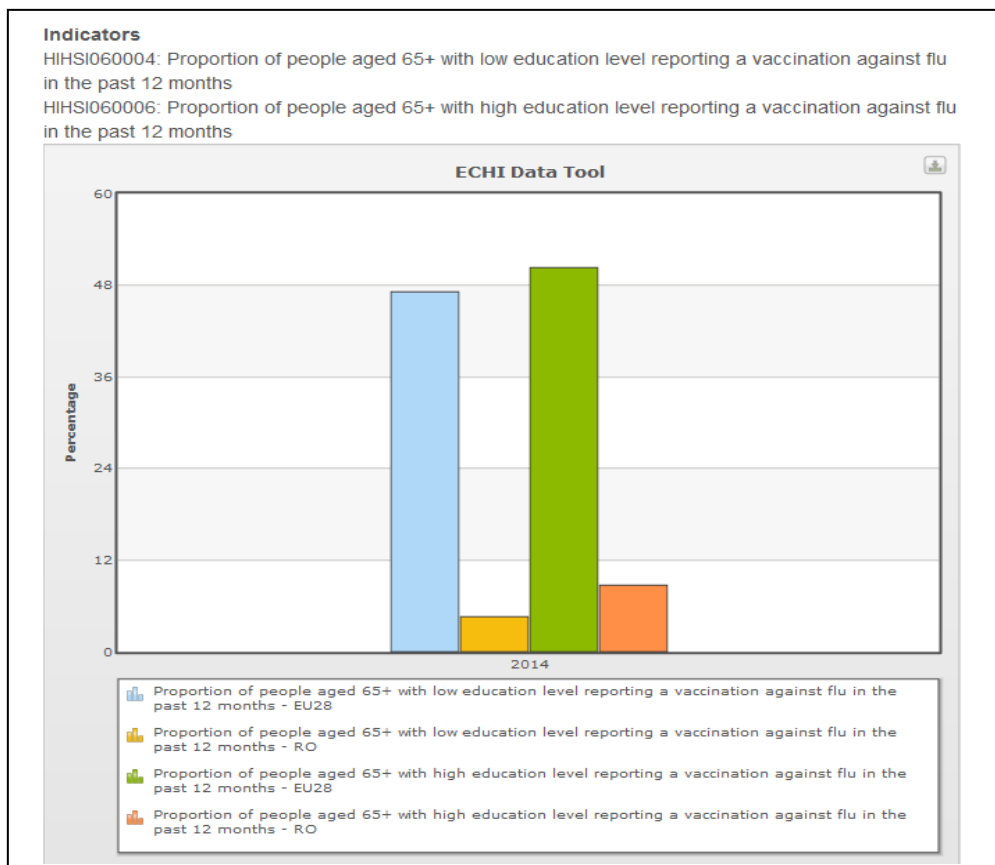 Indicators
HIHSI060004: Proportion of people aged 65+ with low education level reporting a vaccination against flu
in the past 12 months
HIHSI060006: Proportion of people aged 65+ with high education level reporting a vaccination against flu
in the past 12 months
ECHI Data Tool
60
48
36
24
12
0
Percentage
2014
Proportion of people aged 65+ with low education level reporting a vaccination against flu in the
past 12 months - EU28
Proportion of people aged 65+ with low education level reporting a vaccination against flu in the
past 12 months - RO
Proportion of people aged 65+ with high education level reporting a vaccination against flu in the
past 12 months - EU28
Proportion of people aged 65+ with high education level reporting a vaccination against flu in the
past 12 months - RO